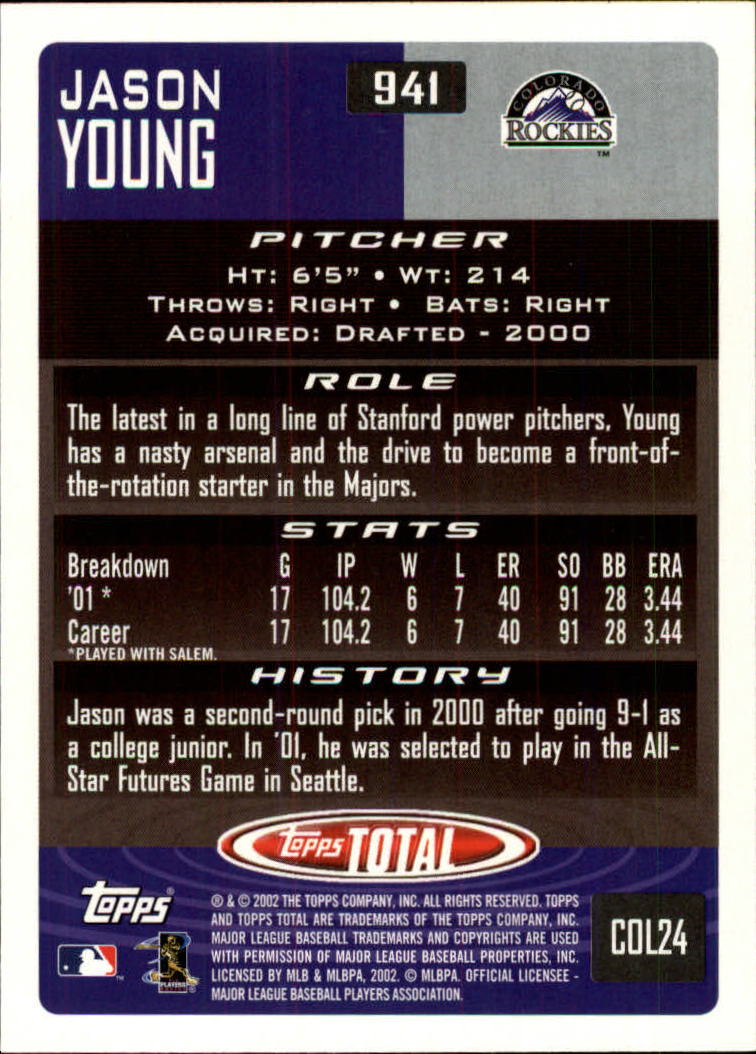 JASON
YOUNG
941
COLORADO
ROCKIES
TM
PITCHER
HT: 6'5" • WT: 214
THROWS: RIGHT • BATS: RIGHT
ACQUIRED: DRAFTED - 2000
ROLE
The latest in a long line of Stanford power pitchers, Young
has a nasty arsenal and the drive to become a front-of-
the-rotation starter in the Majors.
STATS
Breakdown G IP W L ER SO BB ERA
'01 * 17 104.2 6 7 40 91 28 3.44
Career 17 104.2 6 7 40 91 28 3.44
*PLAYED WITH SALEM.
HISTORY
Jason was a second-round pick in 2000 after going 9-1 as
a college junior. In '01, he was selected to play in the All-
Star Futures Game in Seattle.
Topps TOTAL
Topps®
® & © 2002 THE TOPPS COMPANY, INC. ALL RIGHTS RESERVED. TOPPS
AND TOPPS TOTAL ARE TRADEMARKS OF THE TOPPS COMPANY, INC.
MAJOR LEAGUE BASEBALL TRADEMARKS AND COPYRIGHTS ARE USED
WITH PERMISSION OF MAJOR LEAGUE BASEBALL PROPERTIES, INC.
LICENSED BY MLB & MLBPA, 2002. © MLBPA. OFFICIAL LICENSEE -
MAJOR LEAGUE BASEBALL PLAYERS ASSOCIATION.
COL24
TM
PLAYERS